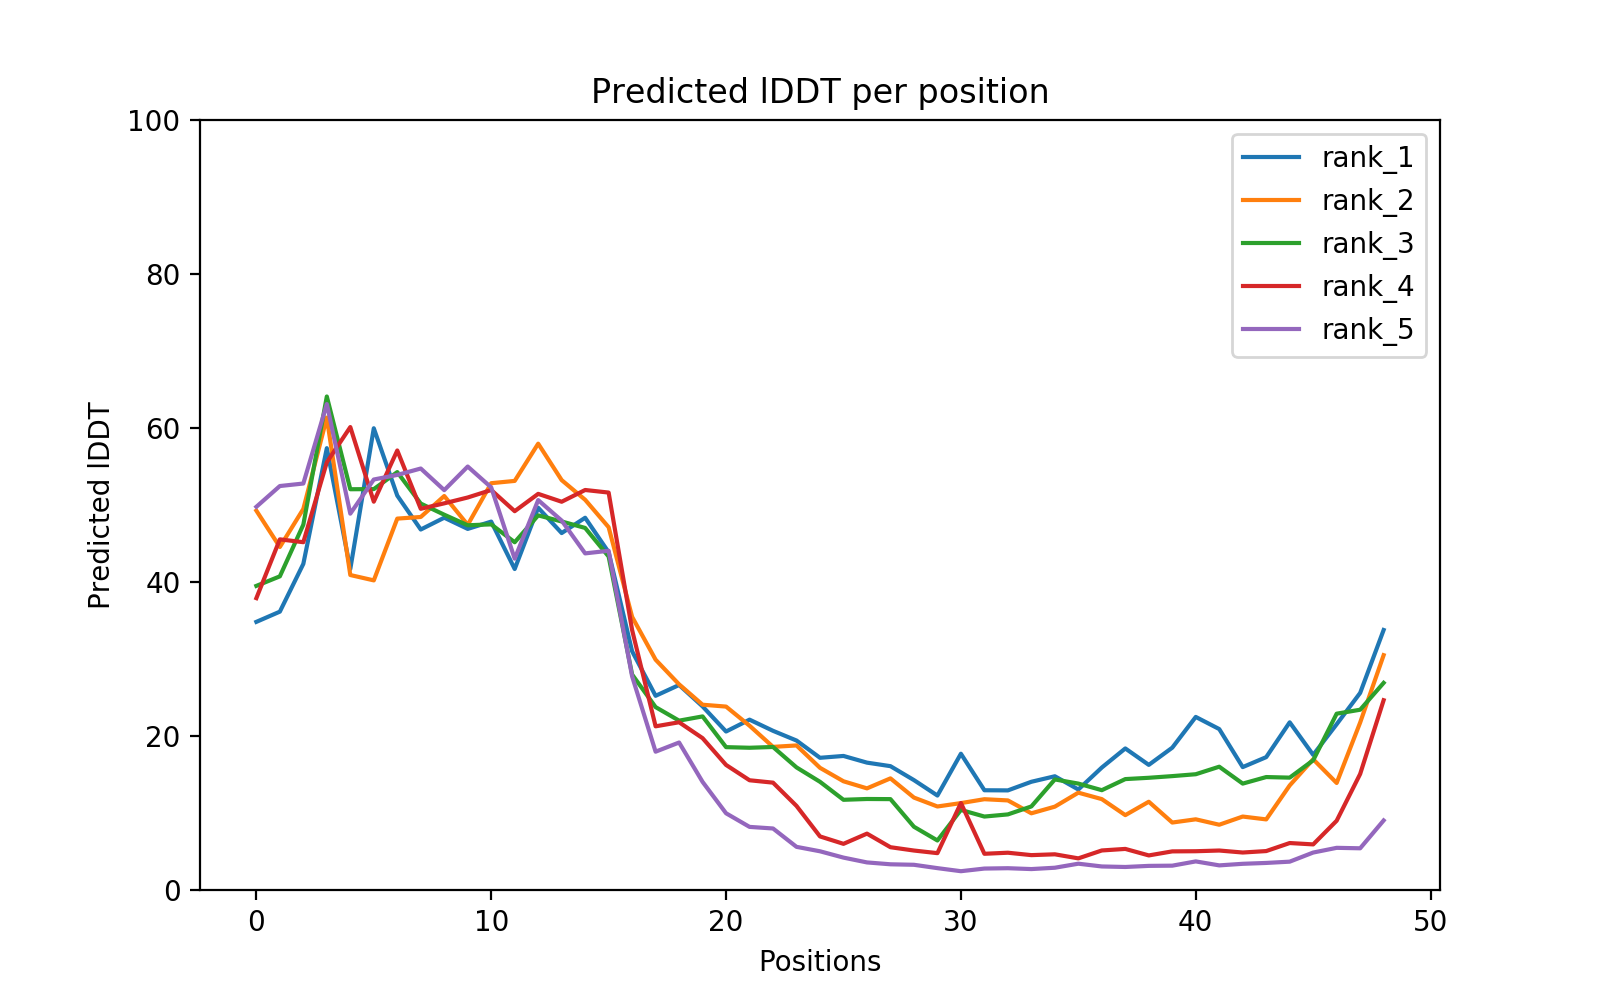 Predicted lDDT per position
100
80
60
40
20
0
Predicted lDDT
rank_1
rank_2
rank_3
rank_4
rank_5
0 10 20 30 40 50
Positions